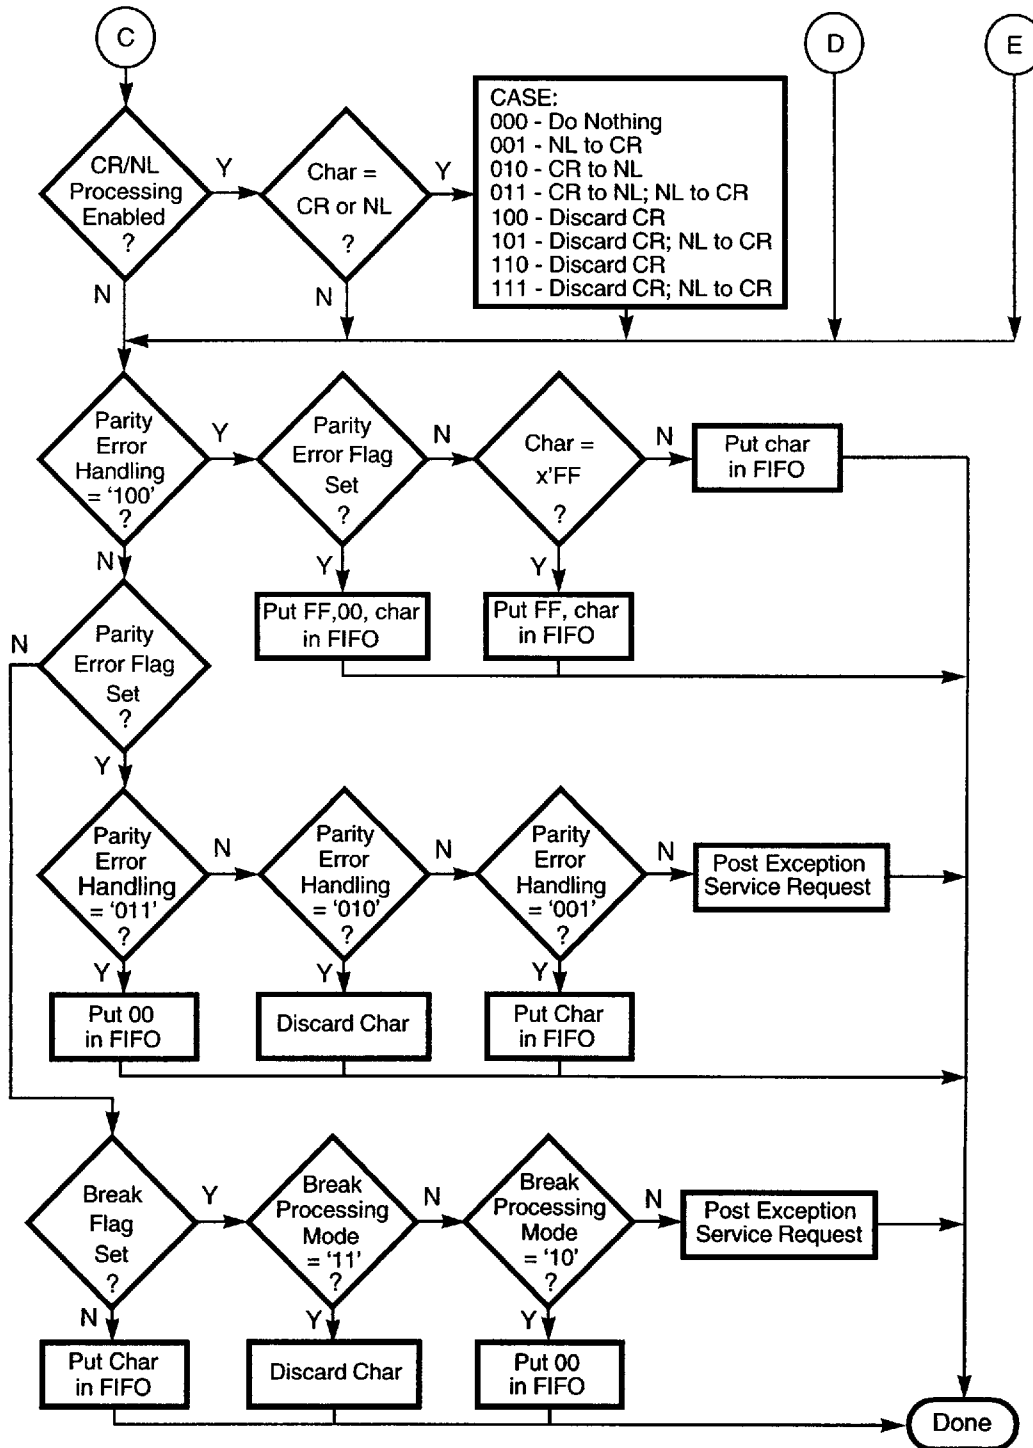 C
D
E
CR/NL
Processing
Enabled
?
Y
N
Char =
CR or NL
?
Y
N
CASE:
000 - Do Nothing
001 - NL to CR
010 - CR to NL
011 - CR to NL; NL to CR
100 - Discard CR
101 - Discard CR; NL to CR
110 - Discard CR
111 - Discard CR; NL to CR
Parity
Error
Handling
= ‘100’
?
Y
N
Parity
Error Flag
Set
?
N
Y
Char =
x'FF
?
N
Y
Put char
in FIFO
Put FF,00, char
in FIFO
Put FF, char
in FIFO
N
Parity
Error Flag
Set
?
Y
Parity
Error
Handling
= ‘011’
?
N
Y
Parity
Error
Handling
= ‘010’
?
N
Y
Parity
Error
Handling
= ‘001’
?
N
Y
Post Exception
Service Request
Put 00
in FIFO
Discard Char
Put Char
in FIFO
Break
Flag
Set
?
Y
N
Break
Processing
Mode
= ‘11’
?
N
Y
Break
Processing
Mode
= ‘10’
?
N
Y
Post Exception
Service Request
Put Char
in FIFO
Discard Char
Put 00
in FIFO
Done